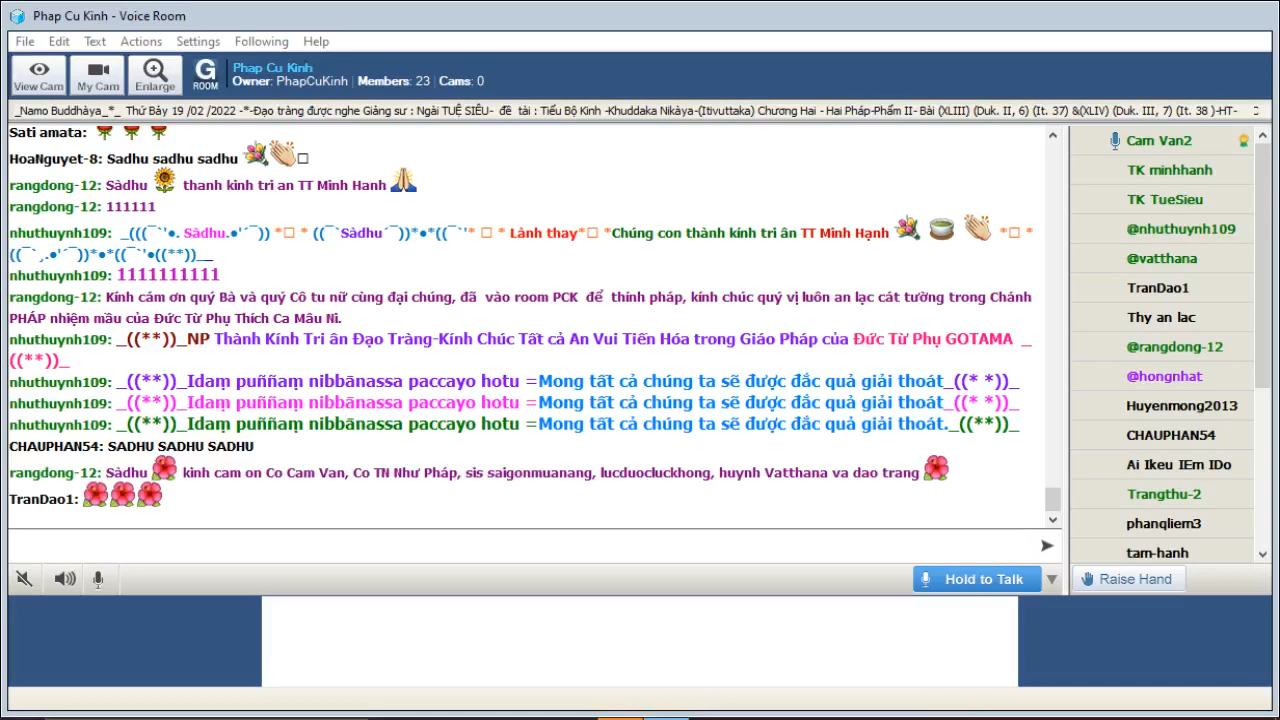 Phap Cu Kinh - Voice Room
File Edit Text Actions Settings Following Help
View Cam My Cam Enlarge G ROOM
Phap Cu Kinh
Owner: PhapCuKinh Members: 23 Cams: 0
_Namo Buddhàya_*_ Thứ Bảy 19 /02 /2022 -*-Đạo tràng được nghe Giảng sư : Ngài TUỆ SIÊU- đề tài : Tiểu Bộ Kinh -Khuddaka Nikàya-(Itivuttaka) Chương Hai - Hai Pháp-Phẩm II- Bài (XLIII) (Duk. II, 6) (It. 37) &(XLIV) (Duk. III, 7) (It. 38 )-HT-
Sati amata: 🌹 🌹 🌹
HoaNguyet-8: Sadhu sadhu sadhu 💐👏□
rangdong-12: Sàdhu 🌻 thanh kinh tri an TT Minh Hanh 🙏
rangdong-12: 111111
nhuthuynh109: _(((¯`'•. Sàdhu.•'´¯)) *□ * ((¯`Sàdhu´¯))*•*((¯`'* □ * Lành thay*□ *Chúng con thành kính tri ân TT Minh Hạnh 💐 🍵 👏 *□ *
((¯`¸.•'´¯))*•*((¯`'•((**))__
nhuthuynh109: 1111111111
rangdong-12: Kính cám ơn quý Bà và quý Cô tu nữ cùng đại chúng, đã vào room PCK để thính pháp, kính chúc quý vị luôn an lạc cát tường trong Chánh
PHÁP nhiệm mầu của Đức Từ Phụ Thích Ca Mâu Ni.
nhuthuynh109: _((**))_NP Thành Kính Tri ân Đạo Tràng-Kính Chúc Tất cả An Vui Tiến Hóa trong Giáo Pháp của Đức Từ Phụ GOTAMA _
((**))_
nhuthuynh109: _((**))_Idaṃ puññaṃ nibbānassa paccayo hotu =Mong tất cả chúng ta sẽ được đắc quả giải thoát_((* *))_
nhuthuynh109: _((**))_Idaṃ puññaṃ nibbānassa paccayo hotu =Mong tất cả chúng ta sẽ được đắc quả giải thoát_((* *))_
nhuthuynh109: _((**))_Idaṃ puññaṃ nibbānassa paccayo hotu =Mong tất cả chúng ta sẽ được đắc quả giải thoát._((**))_
CHAUPHAN54: SADHU SADHU SADHU
rangdong-12: Sàdhu 🌺 kinh cam on Co Cam Van, Co TN Như Pháp, sis saigonmuanang, lucduocluckhong, huynh Vatthana va dao trang 🌺
TranDao1: 🌺🌺🌺
Cam Van2
TK minhhanh
TK TueSieu
@nhuthuynh109
@vatthana
TranDao1
Thy an lac
@rangdong-12
@hongnhat
Huyenmong2013
CHAUPHAN54
Ai Ikeu IEm IDo
Trangthu-2
phanqliem3
tam-hanh
Hold to Talk
Raise Hand